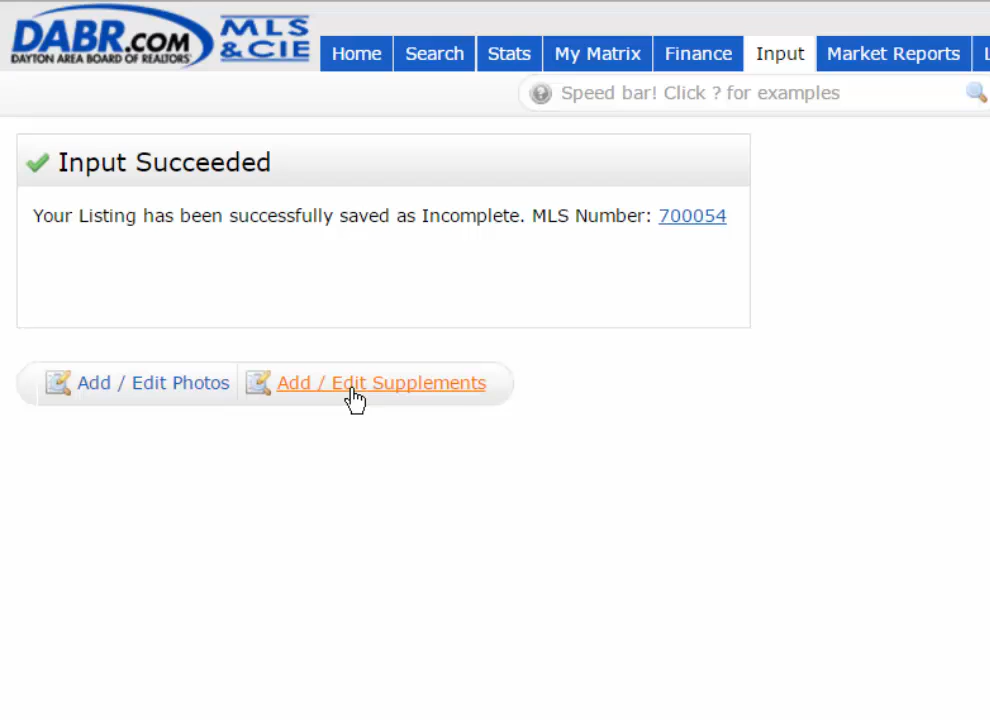 DABR.COM
DAYTON AREA BOARD OF REALTORS
MLS
&CIE
Home Search Stats My Matrix Finance Input Market Reports L
Speed bar! Click ? for examples
Input Succeeded
Your Listing has been successfully saved as Incomplete. MLS Number: 700054
Add / Edit Photos Add / Edit Supplements